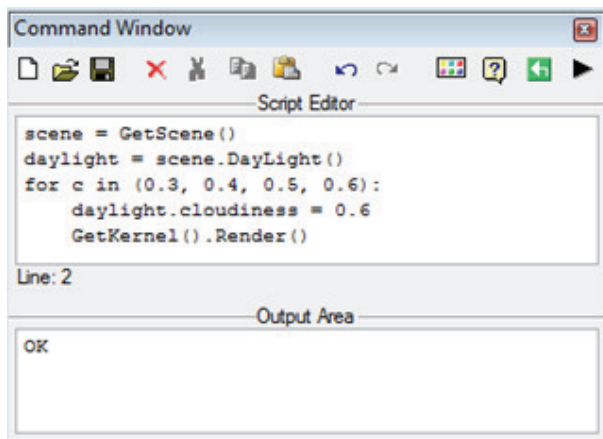 Command Window
Script Editor
scene = GetScene()
daylight = scene.DayLight()
for c in (0.3, 0.4, 0.5, 0.6):
    daylight.cloudiness = 0.6
    GetKernel().Render()
Line: 2
Output Area
OK